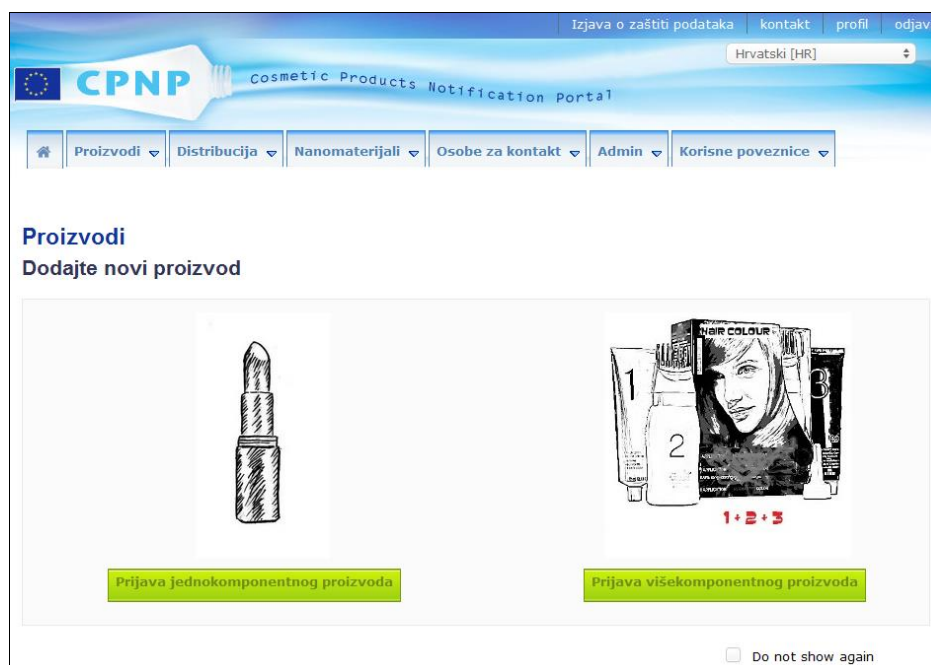 Izjava o zaštiti podataka kontakt profil odjav
Hrvatski [HR]
CPNP Cosmetic Products Notification Portal
Proizvodi Distribucija Nanomaterijali Osobe za kontakt Admin Korisne poveznice
Proizvodi
Dodajte novi proizvod
HAIR COLOUR
1
2
3
1+2+3
Prijava jednokomponentnog proizvoda
Prijava višekomponentnog proizvoda
Do not show again